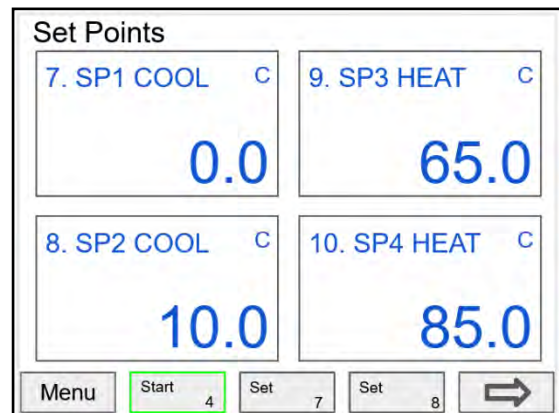 Set Points
7. SP1 COOL C
0.0
9. SP3 HEAT C
65.0
8. SP2 COOL C
10.0
10. SP4 HEAT C
85.0
Menu
Start 4
Set 7
Set 8